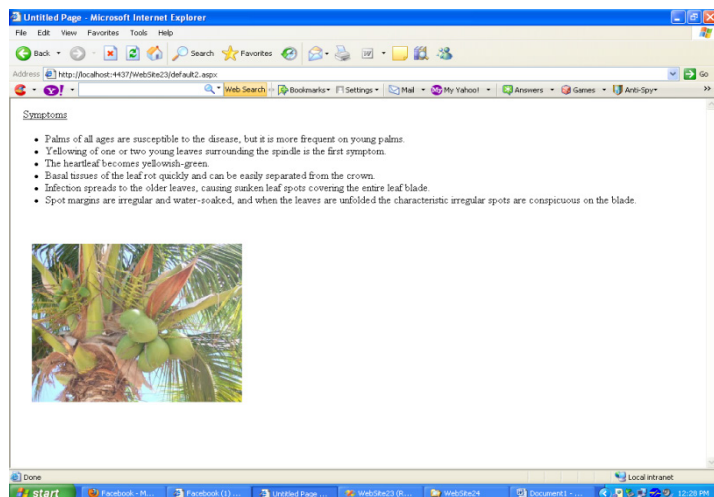 Untitled Page - Microsoft Internet Explorer
File Edit View Favorites Tools Help
Back Search Favorites
Address http://localhost:4437/WebSite23/default2.aspx Go
Y! Web Search Bookmarks Settings Mail My Yahoo! Answers Games Anti-Spy
Symptoms
• Palms of all ages are susceptible to the disease, but it is more frequent on young palms.
• Yellowing of one or two young leaves surrounding the spindle is the first symptom.
• The heartleaf becomes yellowish-green.
• Basal tissues of the leaf rot quickly and can be easily separated from the crown.
• Infection spreads to the older leaves, causing sunken leaf spots covering the entire leaf blade.
• Spot margins are irregular and water-soaked, and when the leaves are unfolded the characteristic irregular spots are conspicuous on the blade.
Done Local intranet
start Facebook - M... Facebook (1) ... Untitled Page ... WebSite23 (R... WebSite24 Document1 - ... 12:28 PM